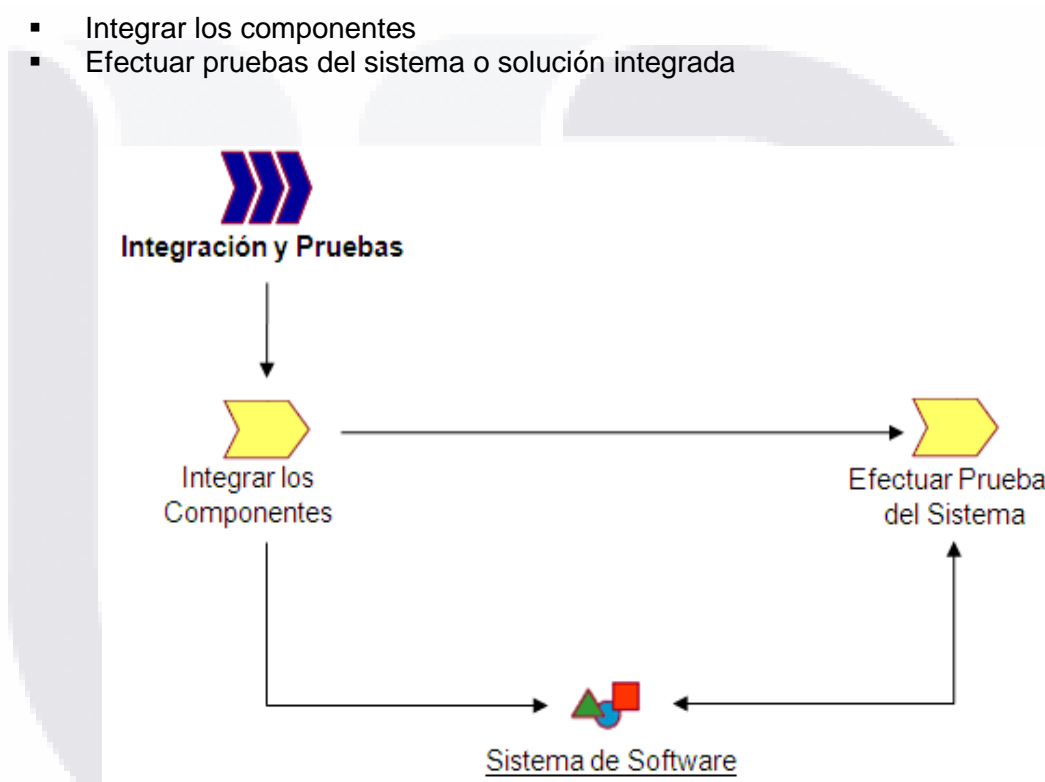 ▪ Integrar los componentes
▪ Efectuar pruebas del sistema o solución integrada
Integración y Pruebas
Integrar los
Componentes
Efectuar Prueba
del Sistema
Sistema de Software